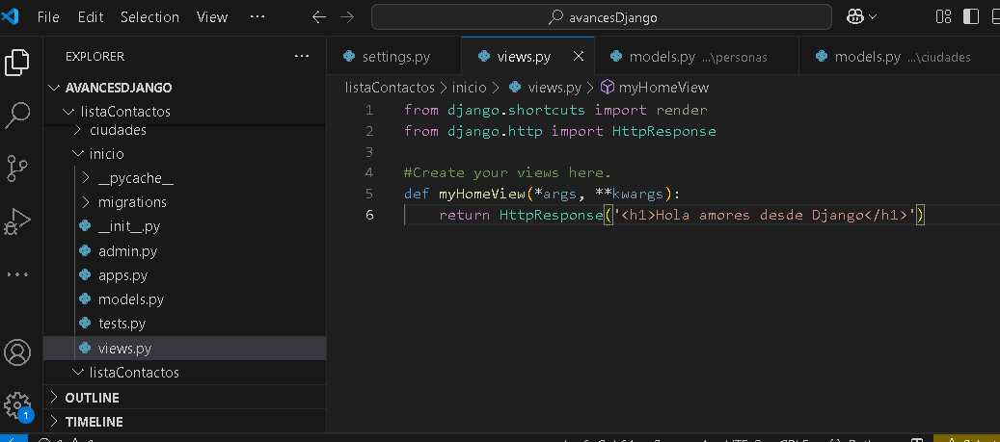 File Edit Selection View ··· avancesDjango
EXPLORER ···
AVANCESDJANGO
listaContactos
ciudades
inicio
__pycache__
migrations
__init__.py
admin.py
apps.py
models.py
tests.py
views.py
listaContactos
OUTLINE
TIMELINE
1
settings.py views.py models.py ...\personas models.py ...\ciudades
listaContactos > inicio > views.py > myHomeView
1 from django.shortcuts import render
2 from django.http import HttpResponse
3
4 #Create your views here.
5 def myHomeView(*args, **kwargs):
6 return HttpResponse('<h1>Hola amores desde Django</h1>')